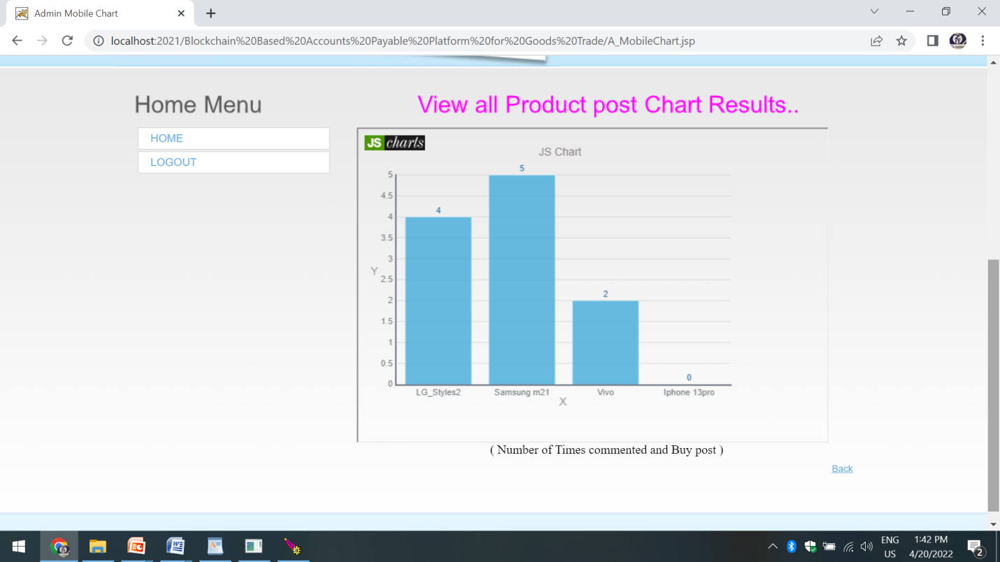 Admin Mobile Chart
localhost:2021/Blockchain%20Based%20Accounts%20Payable%20Platform%20for%20Goods%20Trade/A_MobileChart.jsp
Home Menu
HOME
LOGOUT
View all Product post Chart Results..
JS charts
JS Chart
5
5
4.5
4
4
3.5
3
Y
2.5
2
2
1.5
1
0.5
0
0
LG_Styles2 Samsung m21 Vivo Iphone 13pro
X
( Number of Times commented and Buy post )
Back
ENG
US
1:42 PM
4/20/2022
2